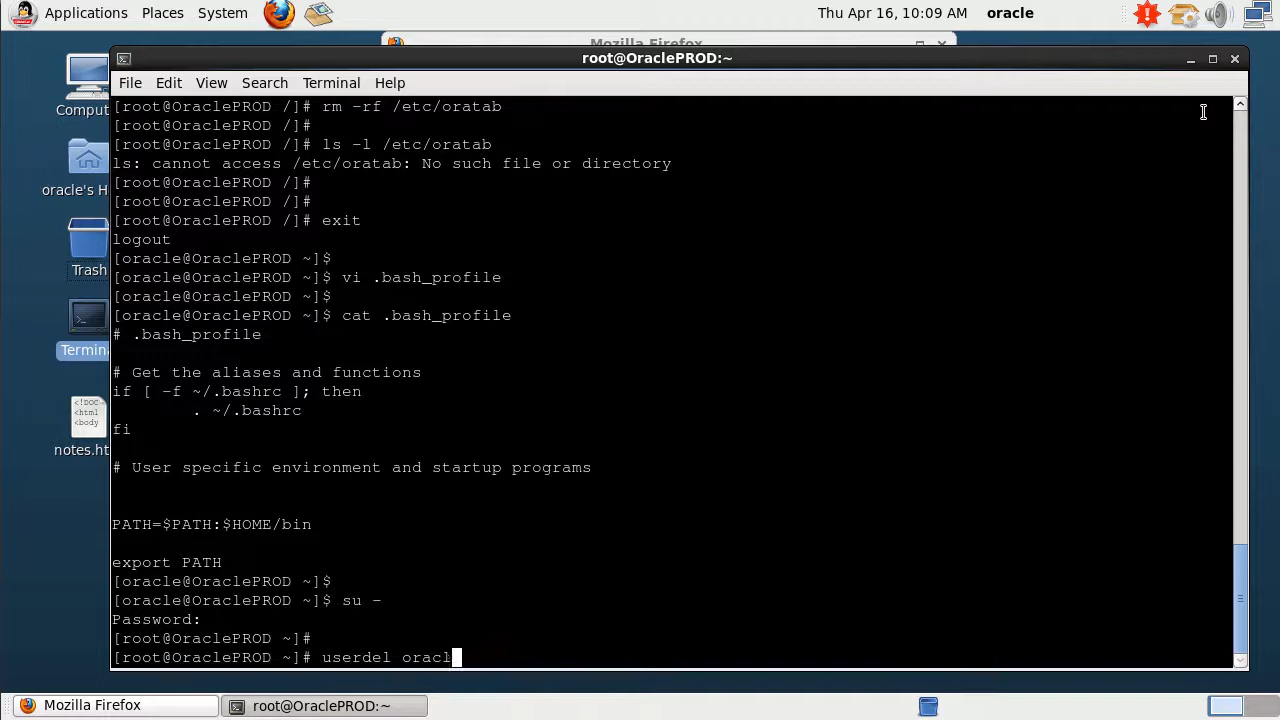 Applications Places System
Thu Apr 16, 10:09 AM oracle
Mozilla Firefox
root@OraclePROD:~
File Edit View Search Terminal Help
[root@OraclePROD /]# rm -rf /etc/oratab
[root@OraclePROD /]#
[root@OraclePROD /]# ls -l /etc/oratab
ls: cannot access /etc/oratab: No such file or directory
[root@OraclePROD /]#
[root@OraclePROD /]#
[root@OraclePROD /]# exit
logout
[oracle@OraclePROD ~]$
[oracle@OraclePROD ~]$ vi .bash_profile
[oracle@OraclePROD ~]$
[oracle@OraclePROD ~]$ cat .bash_profile
# .bash_profile
# Get the aliases and functions
if [ -f ~/.bashrc ]; then
. ~/.bashrc
fi
# User specific environment and startup programs
PATH=$PATH:$HOME/bin
export PATH
[oracle@OraclePROD ~]$
[oracle@OraclePROD ~]$ su -
Password:
[root@OraclePROD ~]#
[root@OraclePROD ~]# userdel oracl
Comput
oracle's H
Trash
Termina
<!DOC
<html
<body
notes.ht
Mozilla Firefox
root@OraclePROD:~